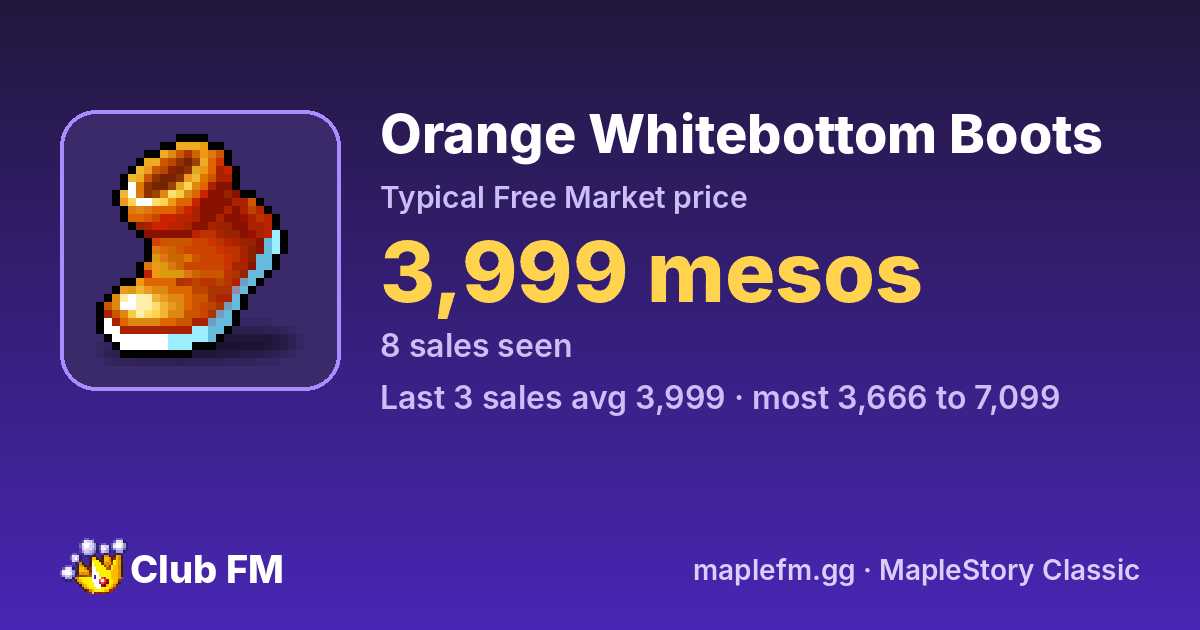 Orange Whitebottom Boots
Typical Free Market price
3,999 mesos
8 sales seen
Last 3 sales avg 3,999 · most 3,666 to 7,099
Club FM
maplefm.gg · MapleStory Classic